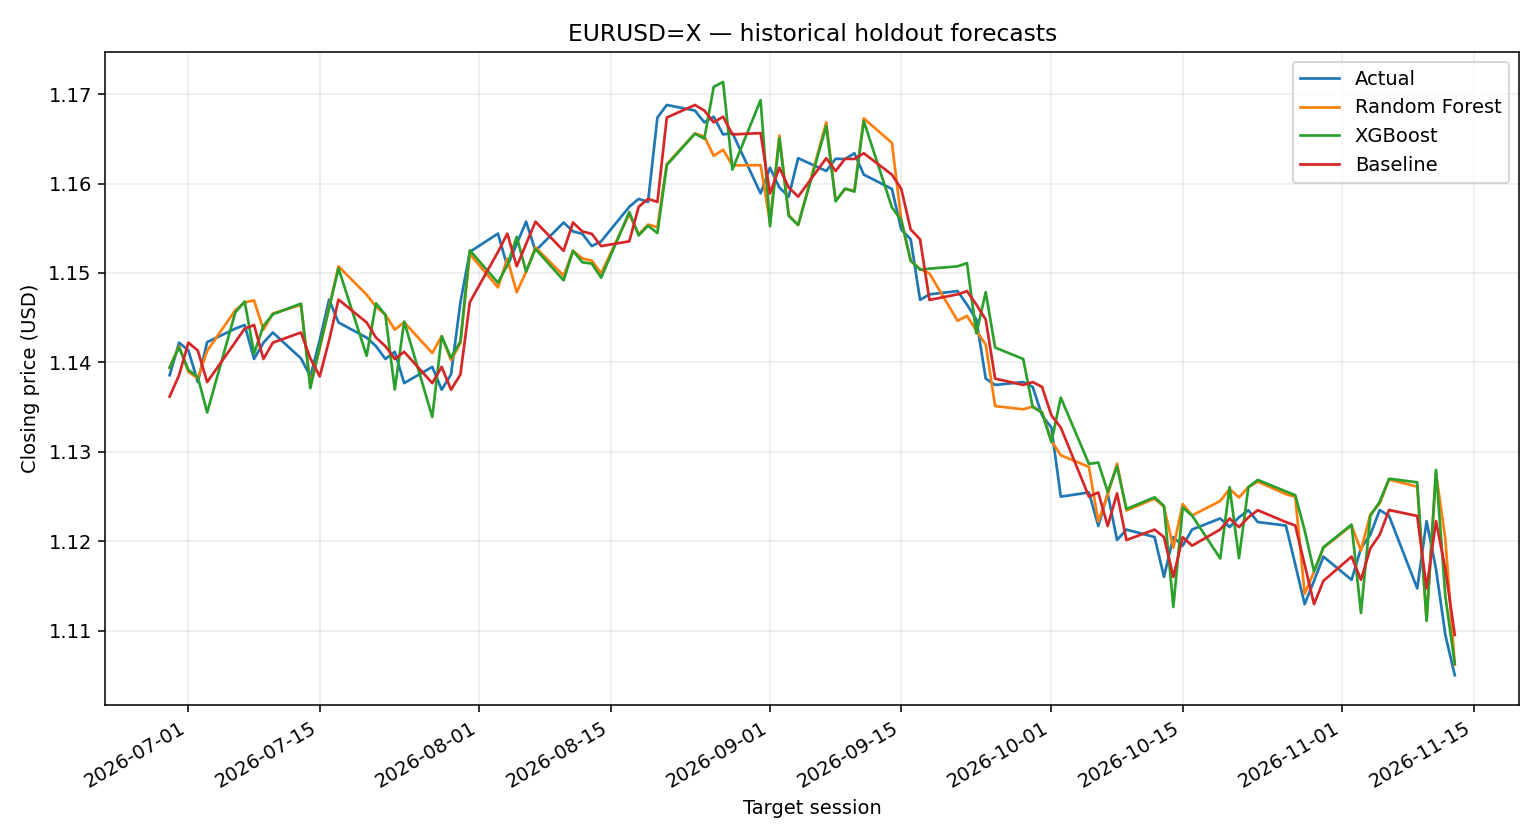 EURUSD=X — historical holdout forecasts
Actual
Random Forest
XGBoost
Baseline
Closing price (USD)
1.17
1.16
1.15
1.14
1.13
1.12
1.11
2026-07-01
2026-07-15
2026-08-01
2026-08-15
2026-09-01
2026-09-15
2026-10-01
2026-10-15
2026-11-01
2026-11-15
Target session